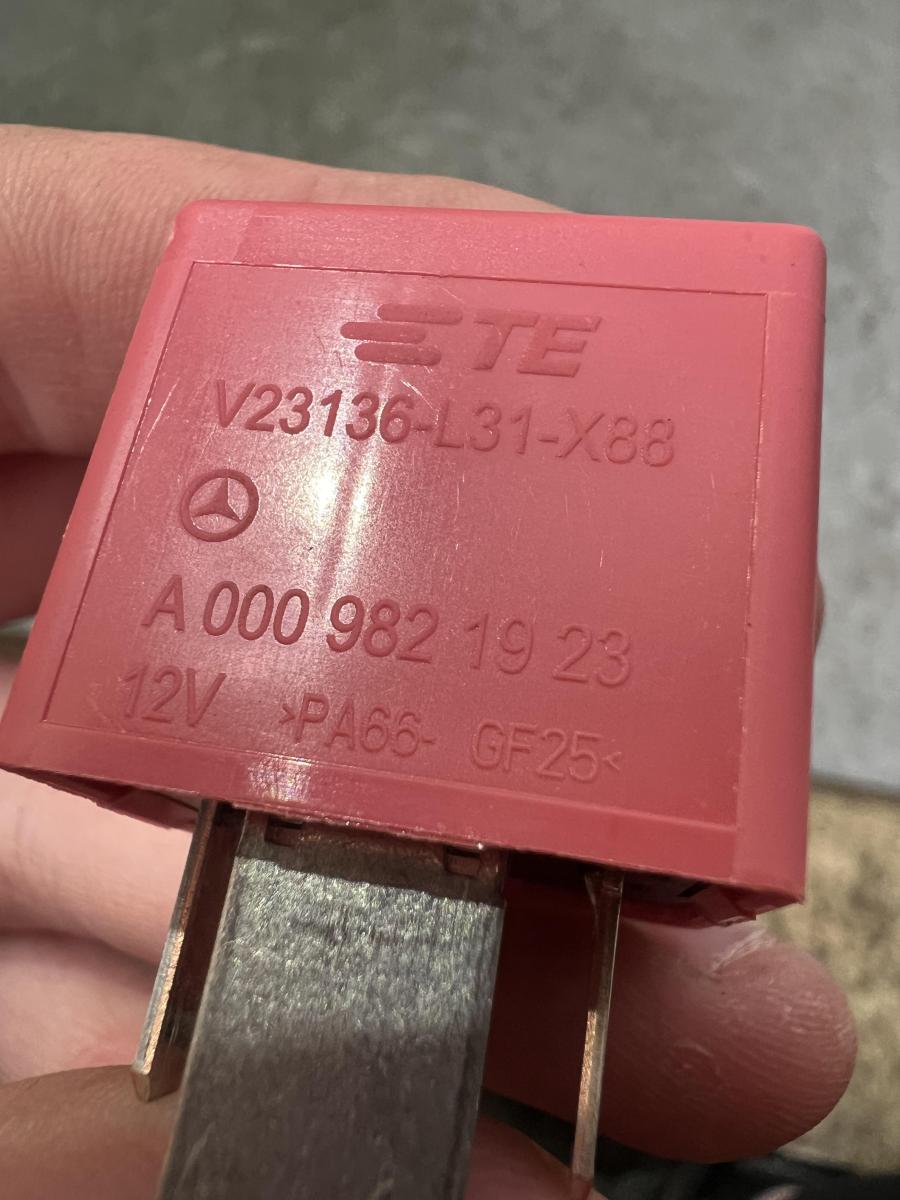 TE
V23136-L31-X88
A 000 982 19 23
12V >PA66- GF25<